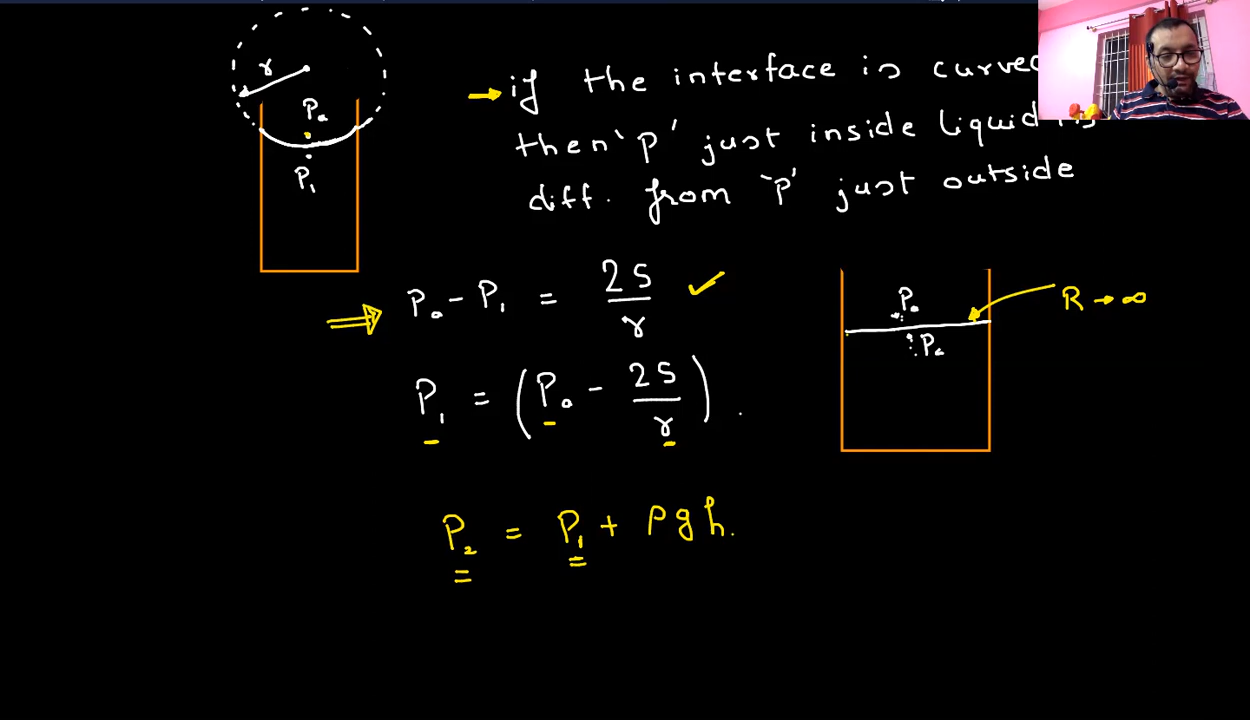 r
P₀
P₁
→ if the interface is curved
then 'P' just inside liquid is
diff. from 'P' just outside
⇒ P₀ - P₁ = 2S/r ✓
P₁ = (P₀ - 2S/r).
P₀
P₀
R → ∞
P₂ = P₁ + ρgh.